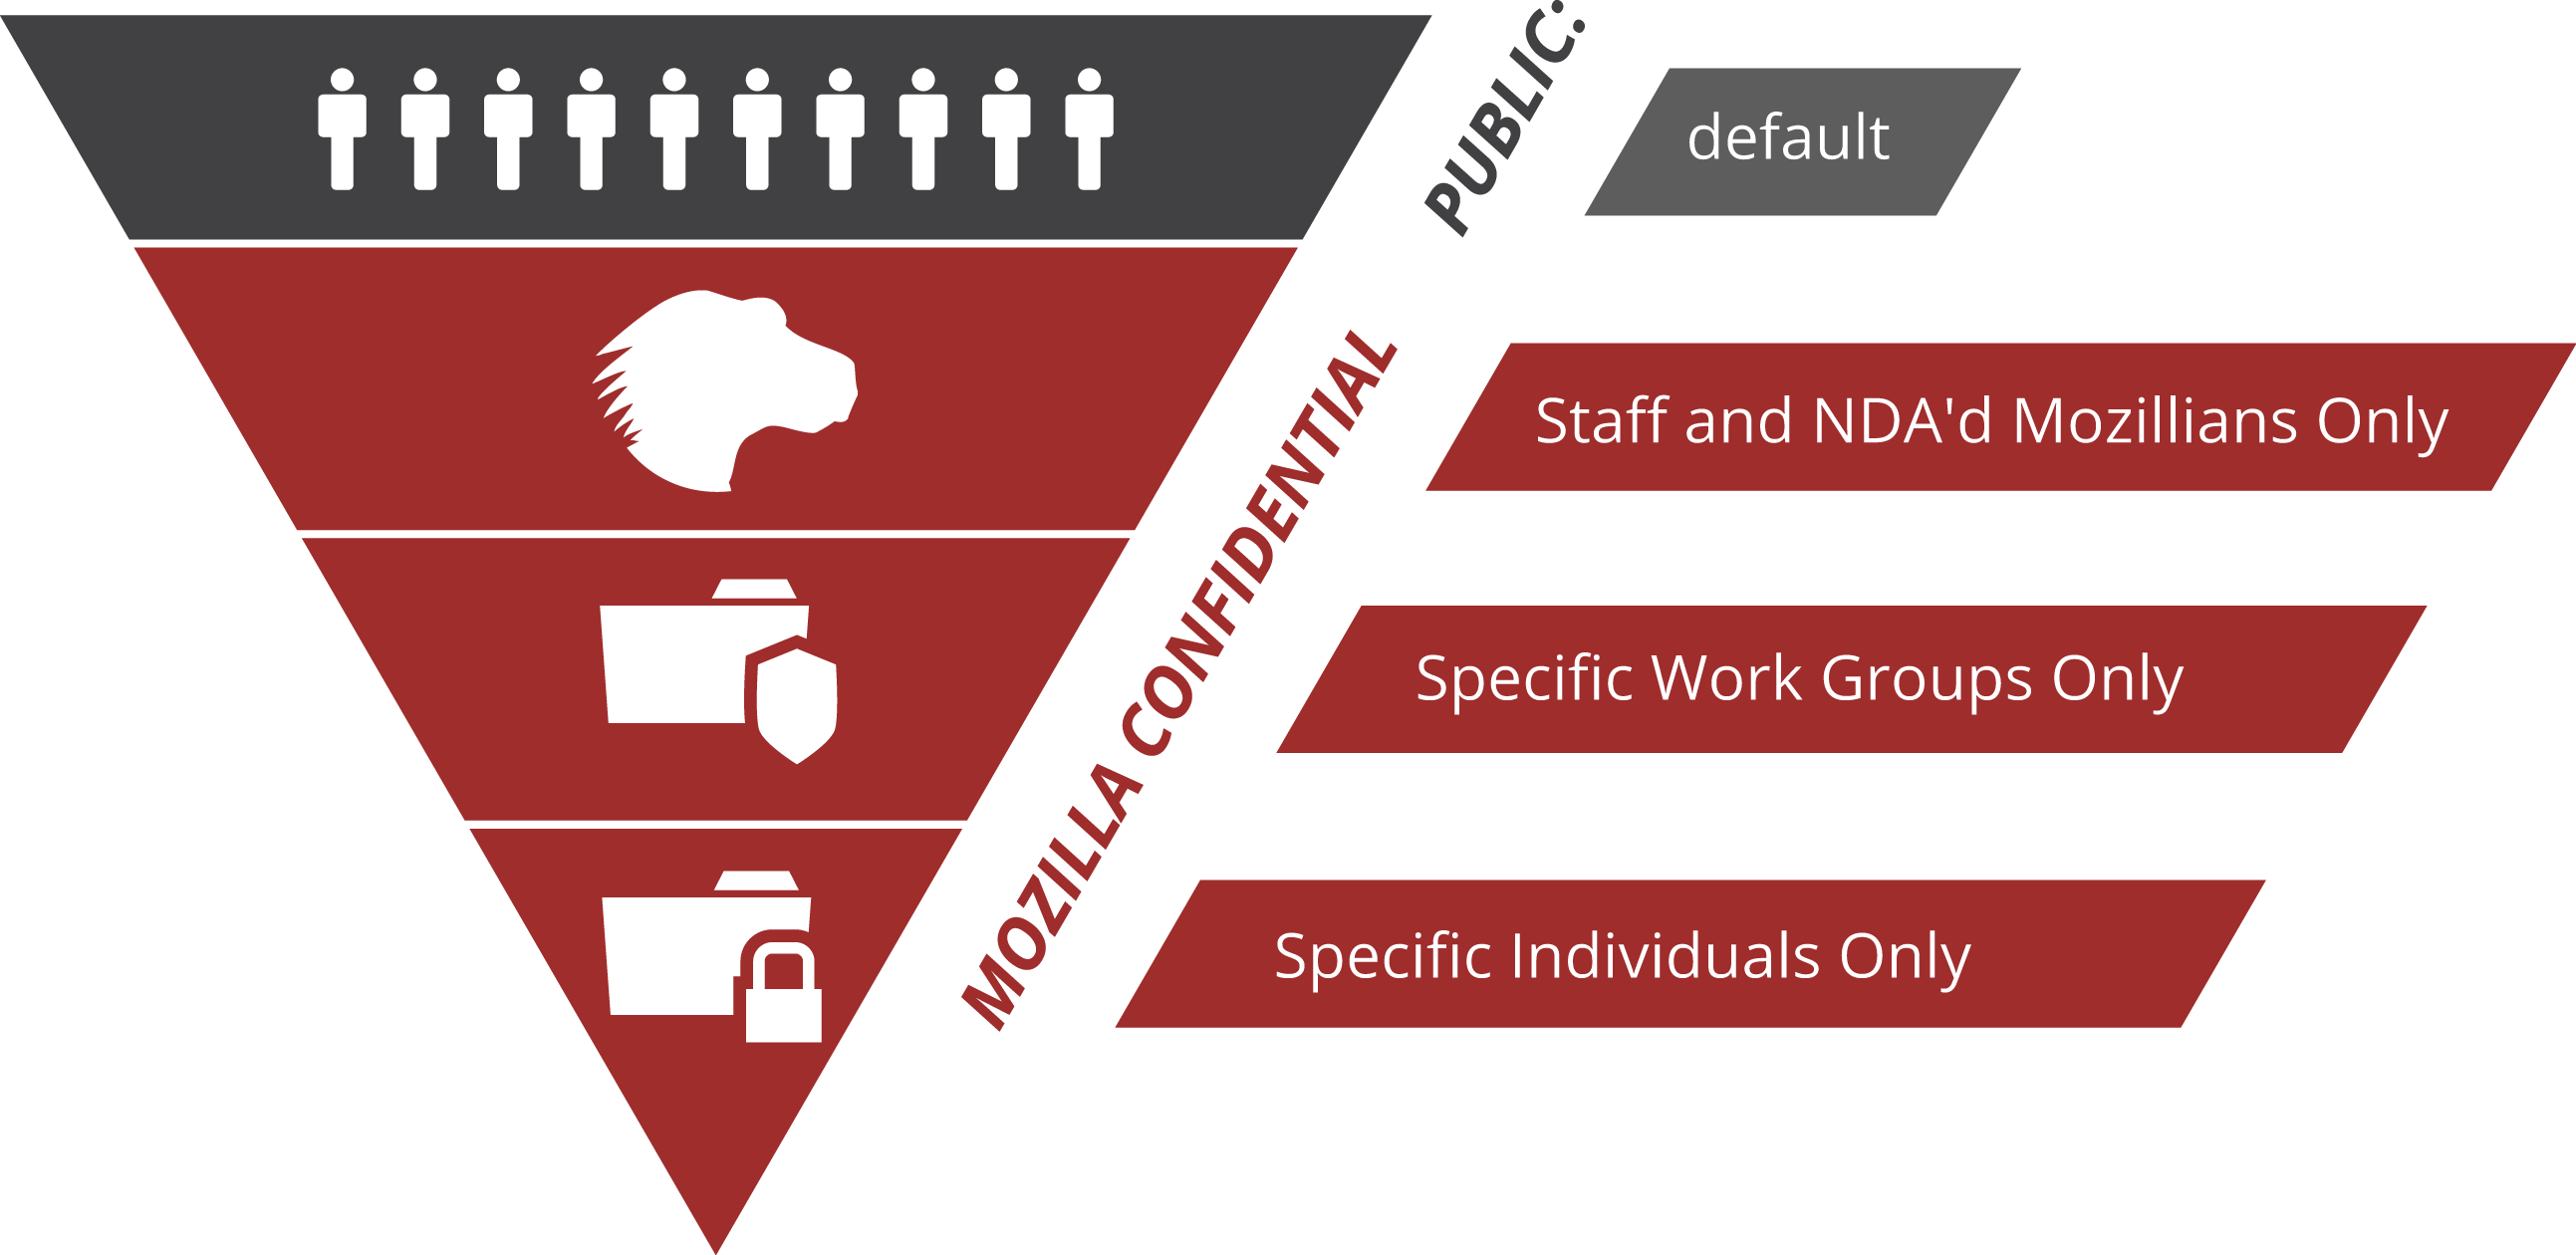 PUBLIC:
default
MOZILLA CONFIDENTIAL
Staff and NDA'd Mozillians Only
Specific Work Groups Only
Specific Individuals Only